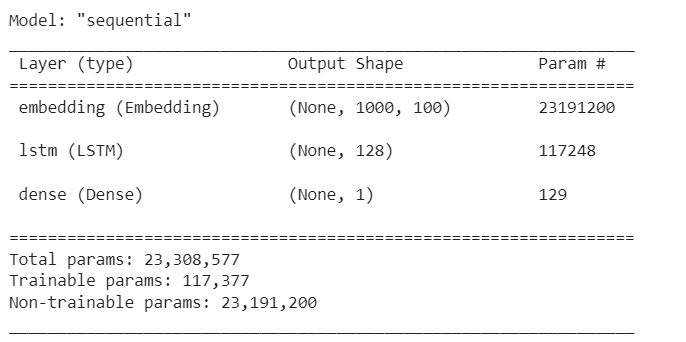 Model: "sequential"
_________________________________________________________________
Layer (type)                Output Shape              Param #
=================================================================
embedding (Embedding)       (None, 1000, 100)         23191200
lstm (LSTM)                 (None, 128)               117248
dense (Dense)               (None, 1)                 129
=================================================================
Total params: 23,308,577
Trainable params: 117,377
Non-trainable params: 23,191,200
_________________________________________________________________